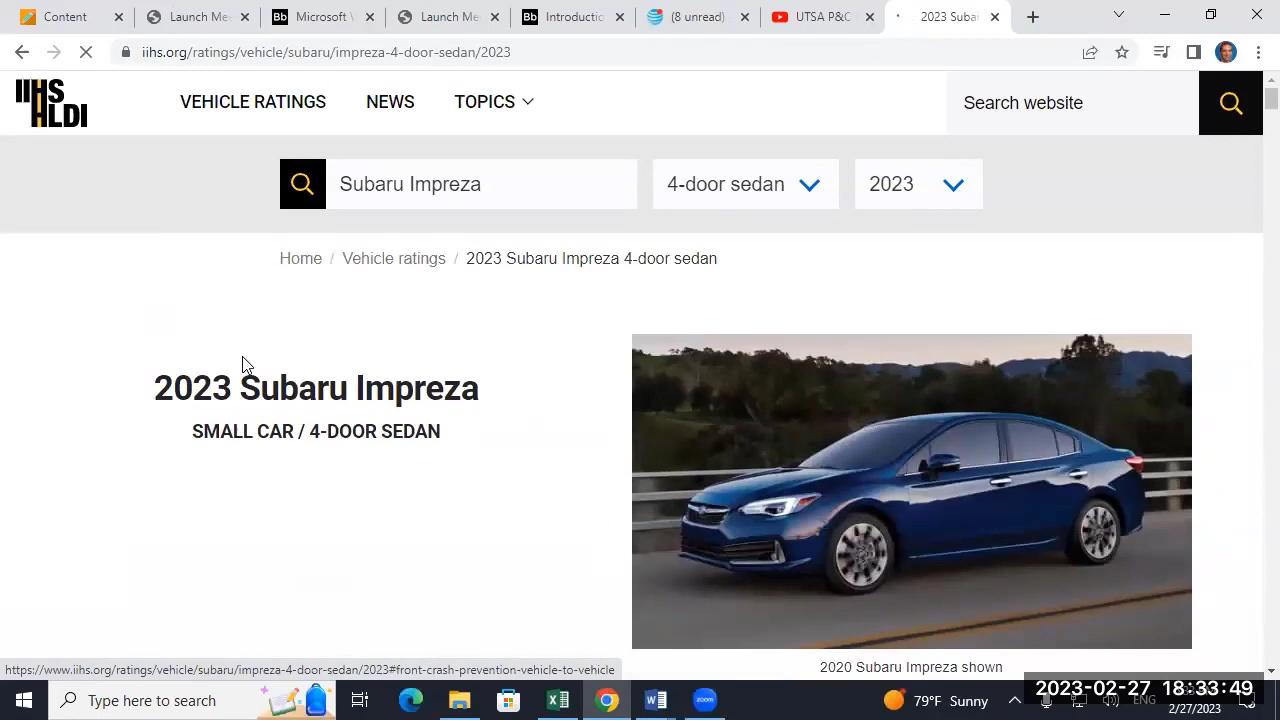 Content
Launch Me
Bb Microsoft
Launch Me
Bb Introductio
(8 unread)
UTSA P&C
2023 Suba
iihs.org/ratings/vehicle/subaru/impreza-4-door-sedan/2023
IIHS
HLDI
VEHICLE RATINGS
NEWS
TOPICS
Search website
Subaru Impreza
4-door sedan
2023
Home / Vehicle ratings / 2023 Subaru Impreza 4-door sedan
2023 Subaru Impreza
SMALL CAR / 4-DOOR SEDAN
2020 Subaru Impreza shown
https://www.iihs.org/ratings/vehicle/subaru/impreza-4-door-sedan/2023#front-crash-prevention-vehicle-to-vehicle
Type here to search
zoom
79°F Sunny
ENG
2023-02-27 18:33:49
2/27/2023